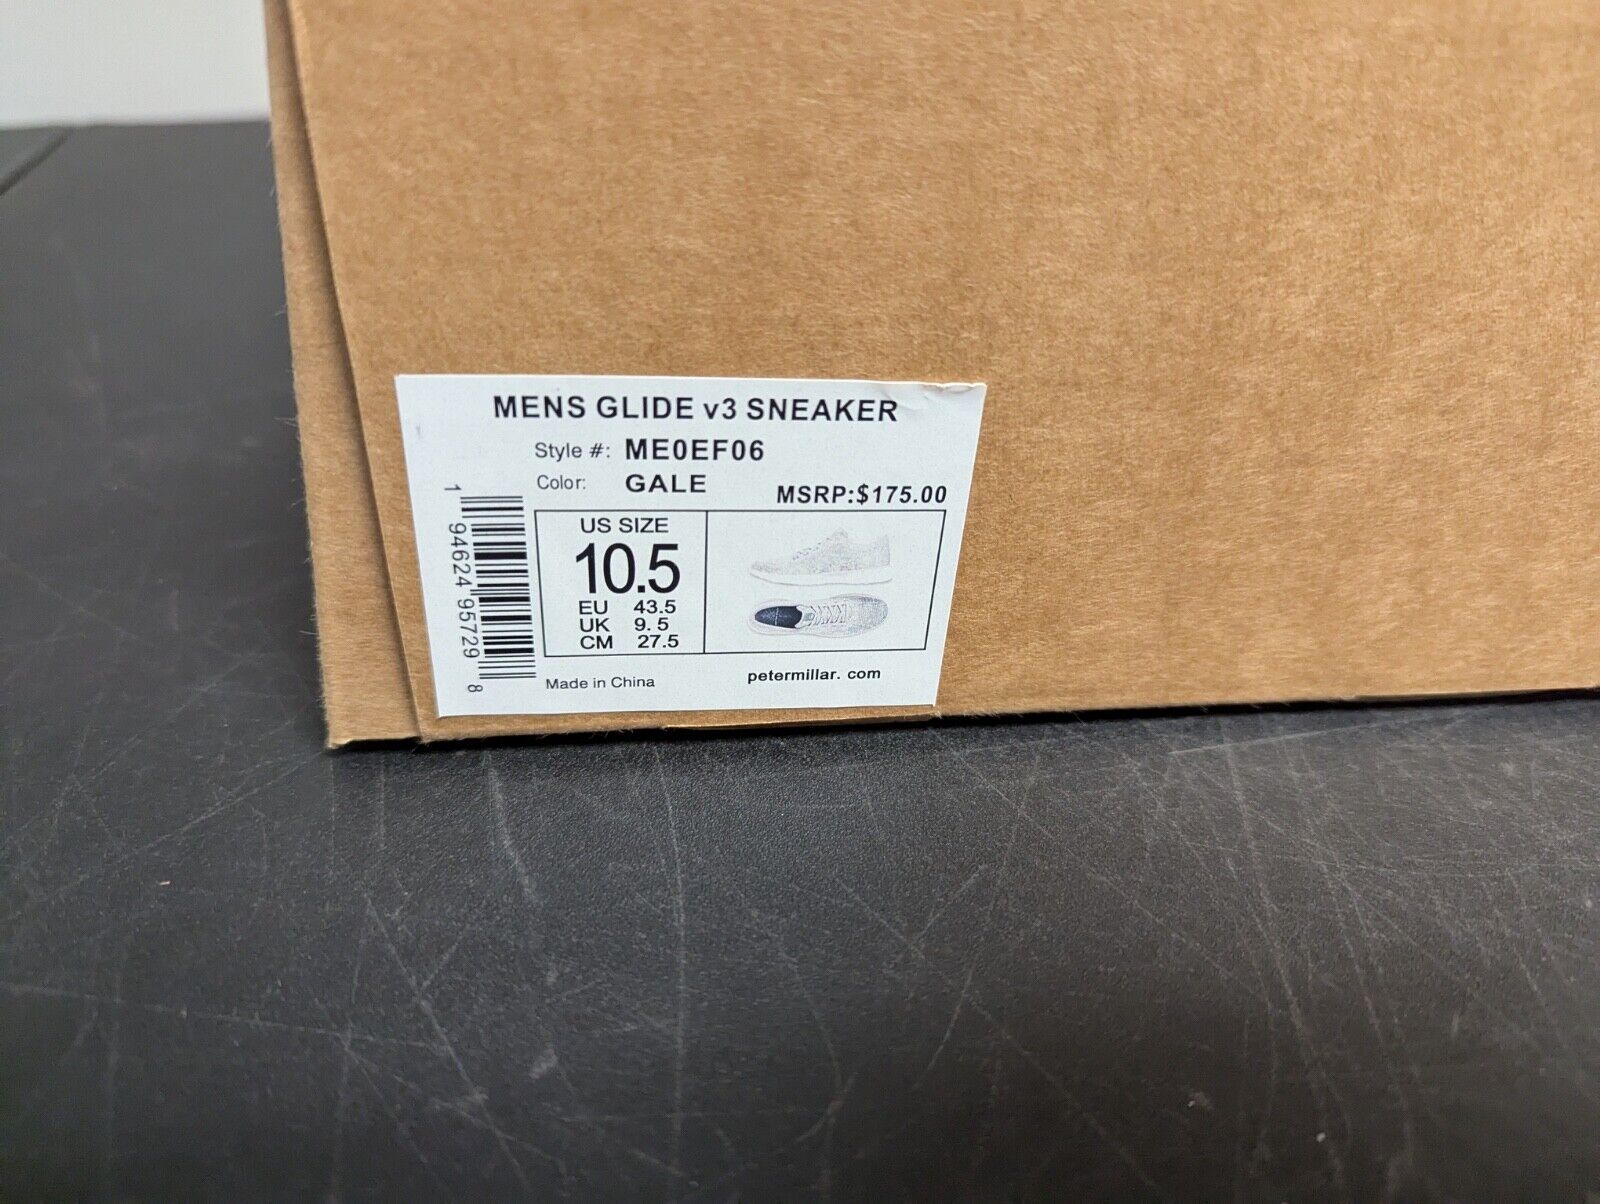 MENS GLIDE v3 SNEAKER
Style #: ME0EF06
Color: GALE
MSRP:$175.00
US SIZE
10.5
EU 43.5
UK 9.5
CM 27.5
Made in China
petermillar. com
1 94624 95729 8